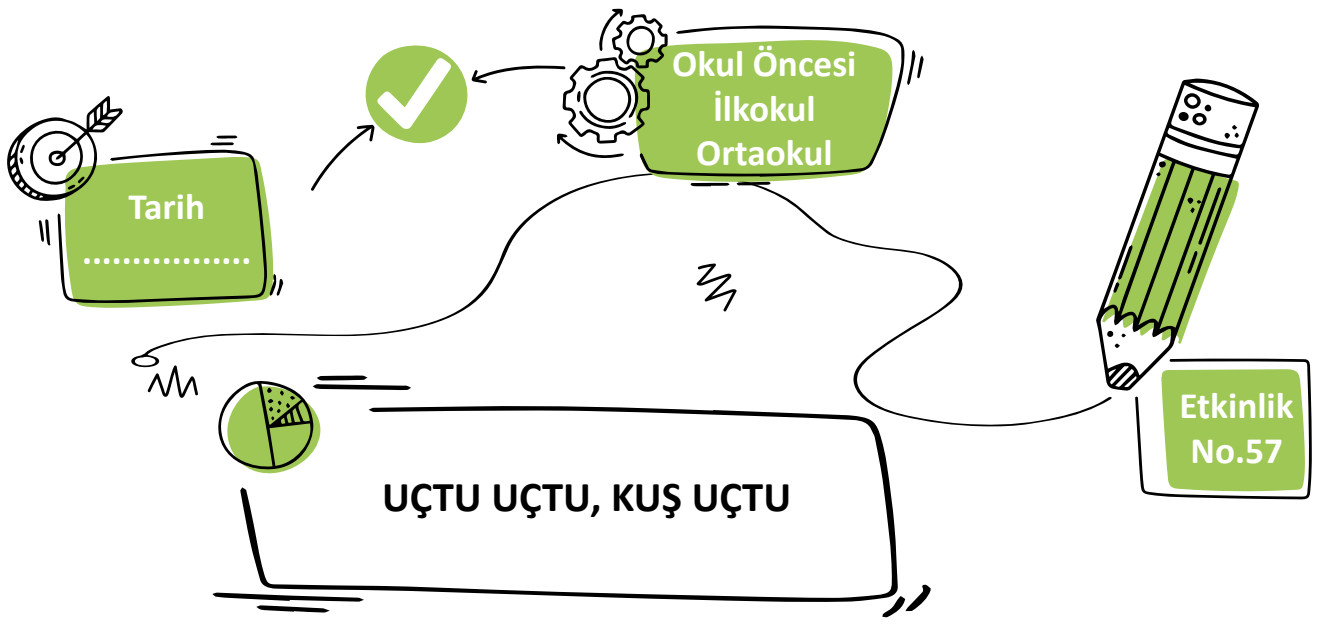 Okul Öncesi
İlkokul
Ortaokul
Tarih
.................
Etkinlik
No.57
UÇTU UÇTU, KUŞ UÇTU